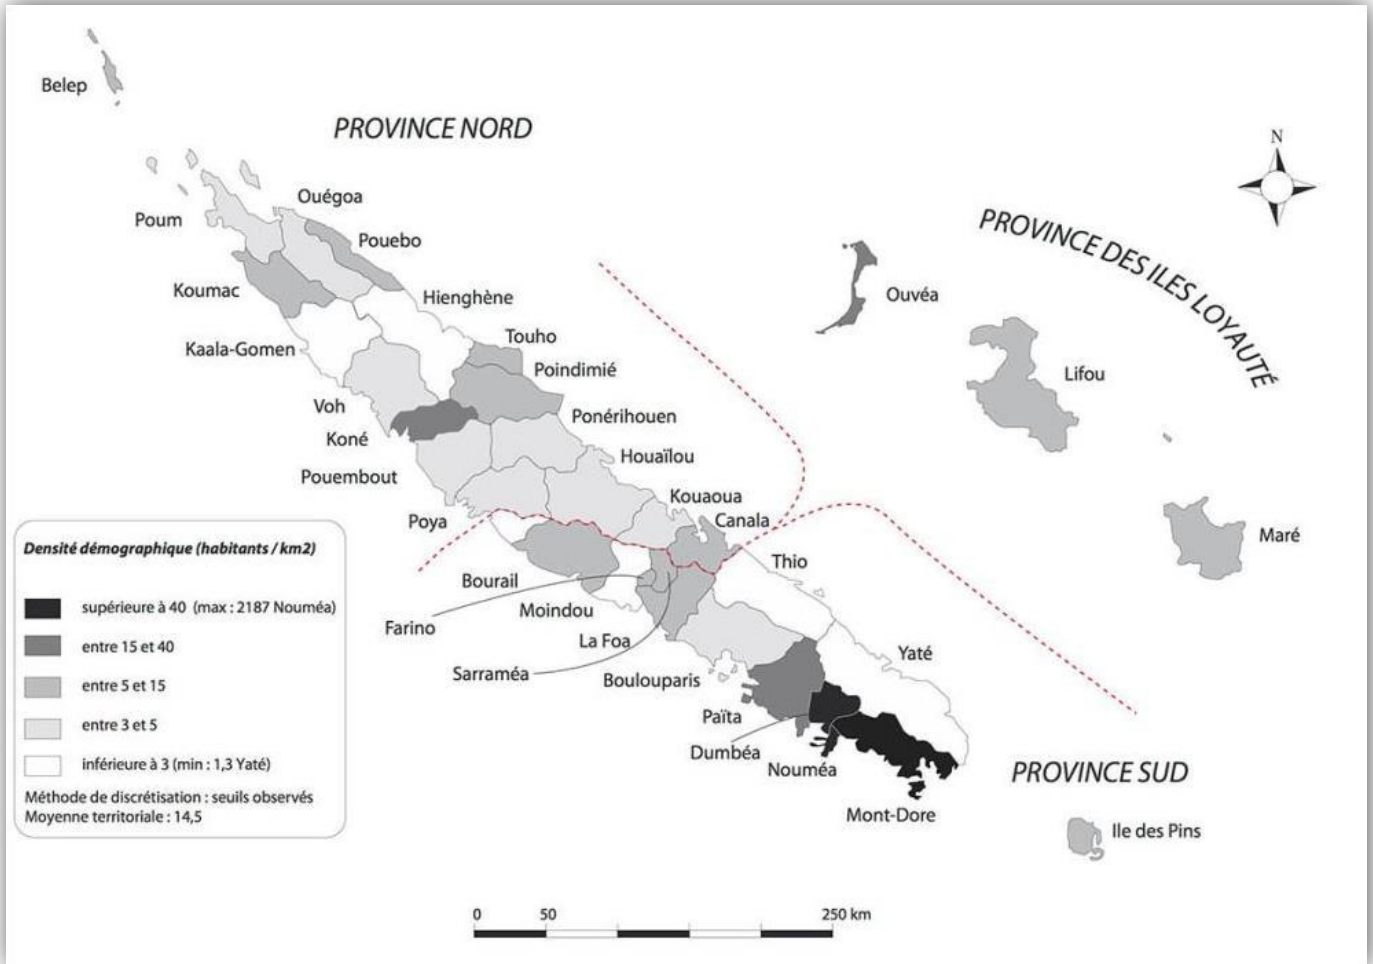 Belep
PROVINCE NORD
N
Ouégoa
Poum
Pouebo
PROVINCE DES ILES LOYAUTÉ
Koumac
Hienghène
Ouvéa
Kaala-Gomen
Touho
Poindimié
Lifou
Voh
Ponérihouen
Koné
Houaïlou
Pouembout
Kouaoua
Poya
Canala
Maré
Thio
Bourail
Moindou
Farino
La Foa
Sarraméa
Boulouparis
Yaté
Païta
Dumbéa
Nouméa
PROVINCE SUD
Mont-Dore
Ile des Pins
Densité démographique (habitants / km2)
supérieure à 40 (max : 2187 Nouméa)
entre 15 et 40
entre 5 et 15
entre 3 et 5
inférieure à 3 (min : 1,3 Yaté)
Méthode de discrétisation : seuils observés
Moyenne territoriale : 14,5
0 50 250 km